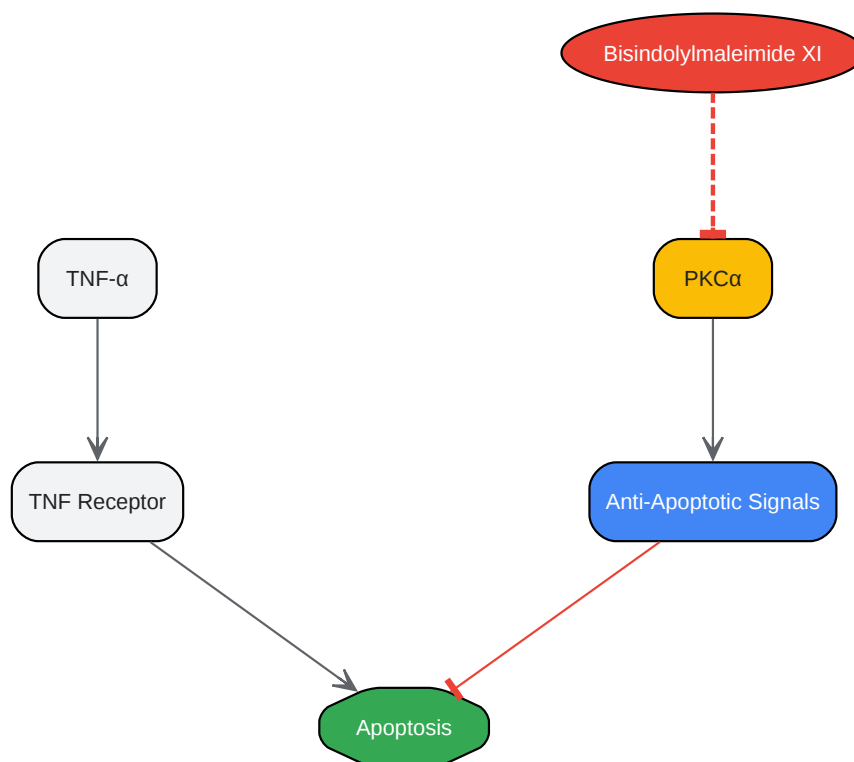 Bisindolylmaleimide XI
TNF-α
PKCα
TNF Receptor
Anti-Apoptotic Signals
Apoptosis